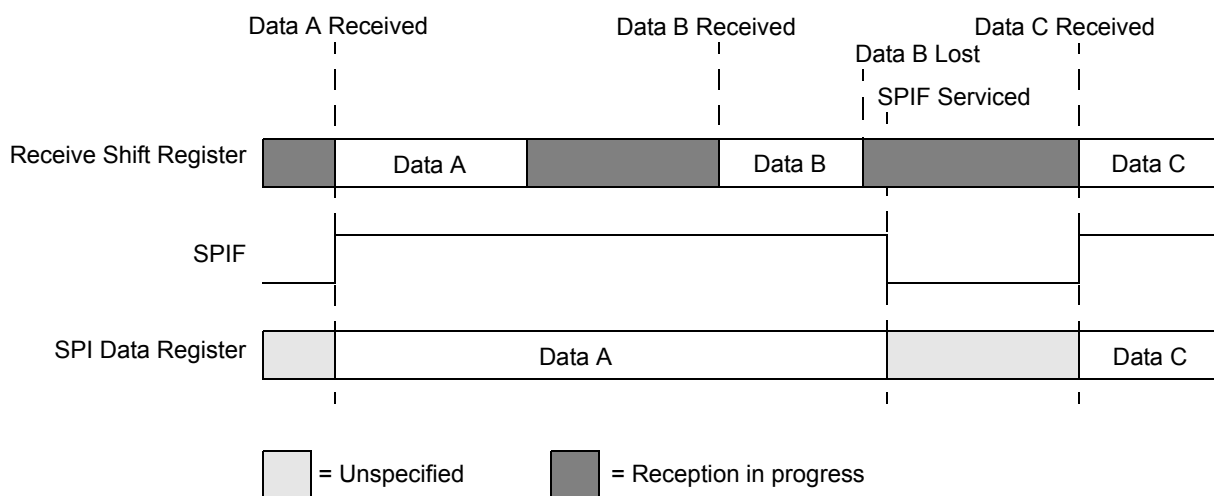 Data A Received
Data B Received
Data C Received
Data B Lost
SPIF Serviced
Receive Shift Register
Data A
Data B
Data C
SPIF
SPI Data Register
Data A
Data C
= Unspecified
= Reception in progress